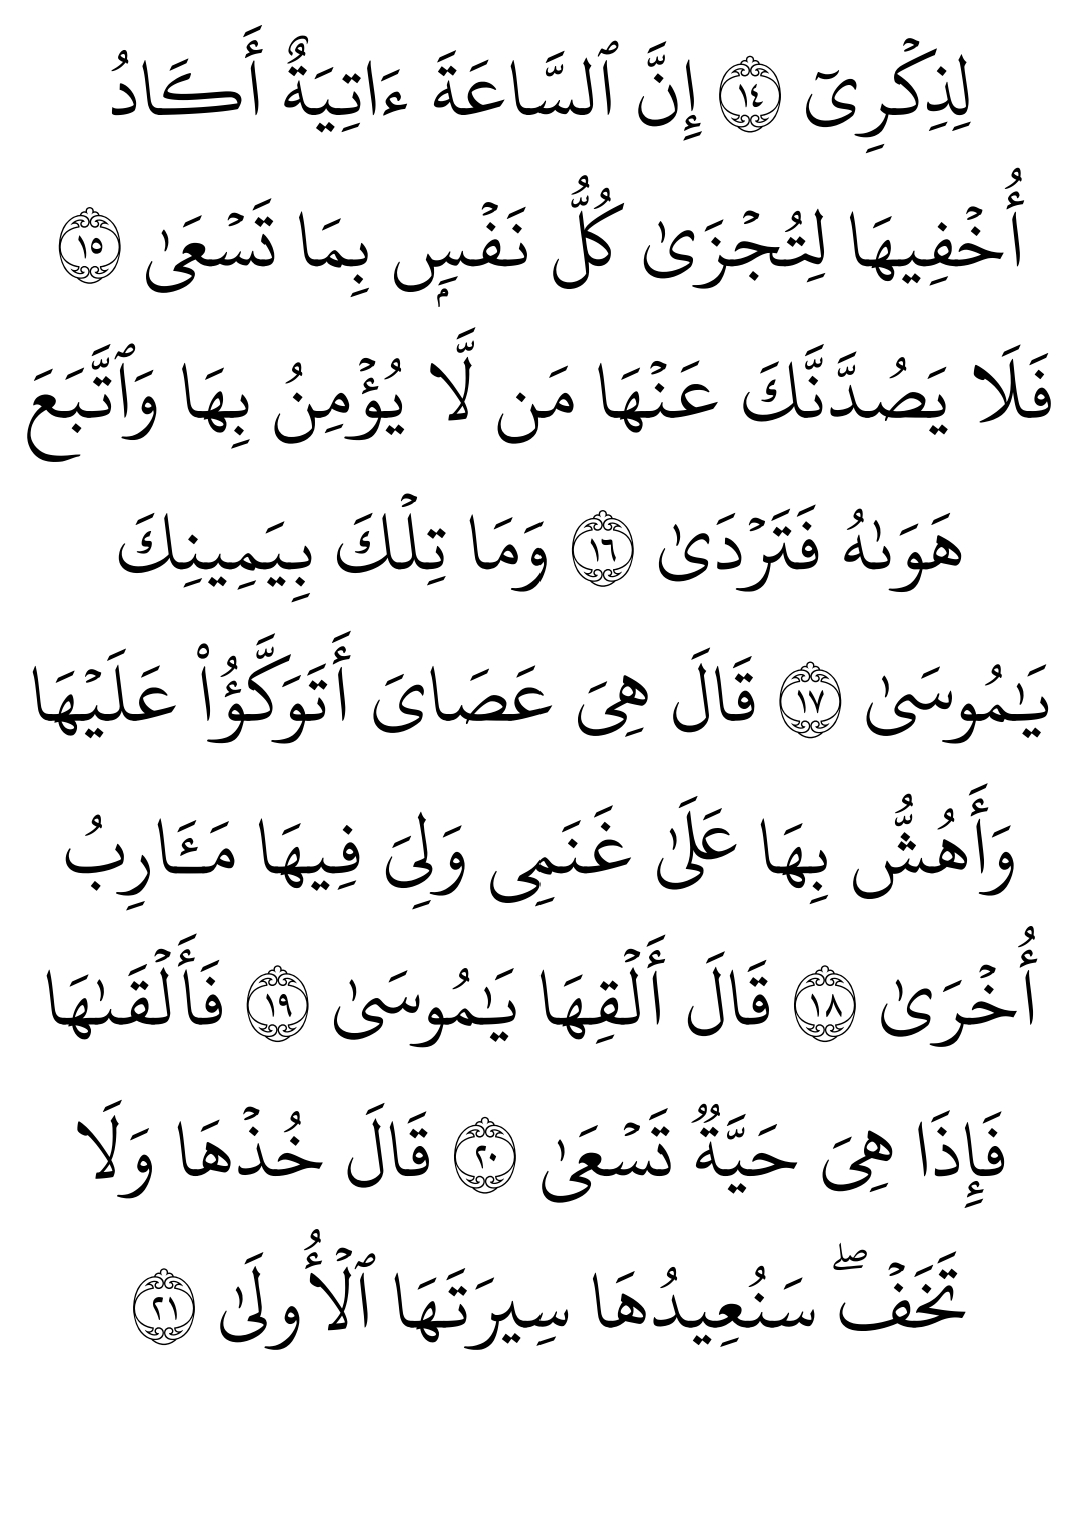 لِذِكْرِىٓ ١٤ إِنَّ ٱلسَّاعَةَ ءَاتِيَةٌ أَكَادُ
أُخْفِيهَا لِتُجْزَىٰ كُلُّ نَفْسٍۭ بِمَا تَسْعَىٰ ١٥
فَلَا يَصُدَّنَّكَ عَنْهَا مَن لَّا يُؤْمِنُ بِهَا وَٱتَّبَعَ
هَوَىٰهُ فَتَرْدَىٰ ١٦ وَمَا تِلْكَ بِيَمِينِكَ
يَـٰمُوسَىٰ ١٧ قَالَ هِىَ عَصَاىَ أَتَوَكَّؤُا۟ عَلَيْهَا
وَأَهُشُّ بِهَا عَلَىٰ غَنَمِى وَلِىَ فِيهَا مَـَٔارِبُ
أُخْرَىٰ ١٨ قَالَ أَلْقِهَا يَـٰمُوسَىٰ ١٩ فَأَلْقَىٰهَا
فَإِذَا هِىَ حَيَّةٌ تَسْعَىٰ ٢٠ قَالَ خُذْهَا وَلَا
تَخَفْ ۖ سَنُعِيدُهَا سِيرَتَهَا ٱلْأُولَىٰ ٢١